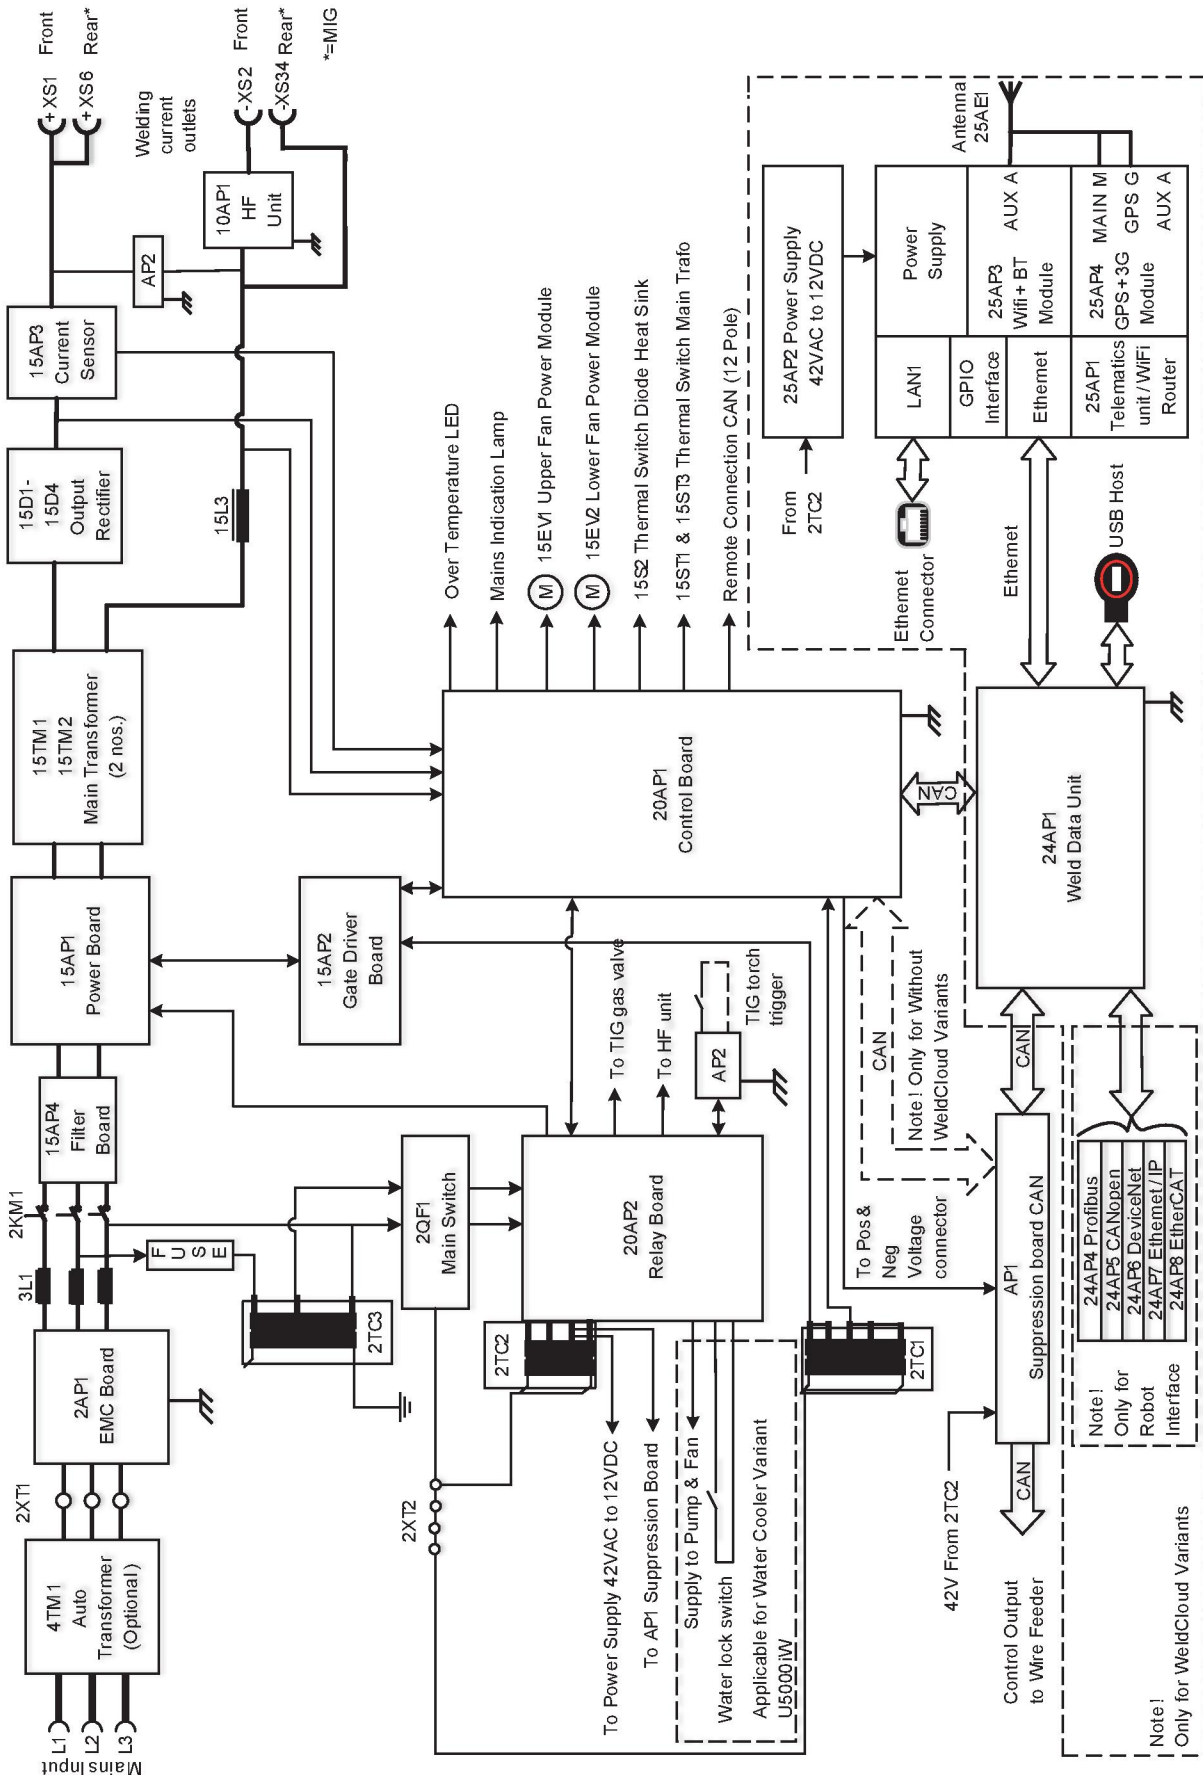 Mains Input
L1
L2
L3
4TM1
Auto
Transformer
(Optional)
2XT1
2AP1
EMC Board
3L1
2KM1
FUSE
2TC3
15AP4
Filter
Board
15AP1
Power Board
15TM1
15TM2
Main Transformer
(2 nos.)
15D1-
15D4
Output
Rectifier
15AP3
Current
Sensor
+XS1 Front
+XS6 Rear*
Welding
current
outlets
AP2
10AP1
HF
Unit
-XS2 Front
-XS34 Rear*
*=MIG
15L3
15AP2
Gate Driver
Board
2QF1
Main Switch
2XT2
2TC2
20AP2
Relay Board
To TIG gas valve
To HF unit
AP2
TIG torch
trigger
To Power Supply 42VAC to 12VDC
To AP1 Suppression Board
Supply to Pump & Fan
Water lock switch
Applicable for Water Cooler Variant
U5000iW
2TC1
20AP1
Control Board
Over Temperature LED
Mains Indication Lamp
M
15EV1 Upper Fan Power Module
M
15EV2 Lower Fan Power Module
15S2 Thermal Switch Diode Heat Sink
15ST1 & 15ST3 Thermal Switch Main Trafo
Remote Connection CAN (12 Pole)
To Pos &
Neg
Voltage
connector
CAN
Note! Only for Without
WeldCloud Variants
CAN
42V From 2TC2
AP1
Suppression board CAN
CAN
CAN
Control Output
to Wire Feeder
24AP1
Weld Data Unit
Note!
Only for
Robot
Interface
24AP4 Profibus
24AP5 CANopen
24AP6 DeviceNet
24AP7 Ethernet/IP
24AP8 EtherCAT
Note!
Only for WeldCloud Variants
Ethernet
USB Host
Ethernet
Connector
From
2TC2
25AP2 Power Supply
42VAC to 12VDC
LAN1
Power
Supply
GPIO
Interface
Ethernet
25AP3
Wifi + BT
Module
AUX A
25AP1
Telematics
unit / WiFi
Router
25AP4
GPS+3G
Module
MAIN M
GPS G
AUX A
Antenna
25AE1